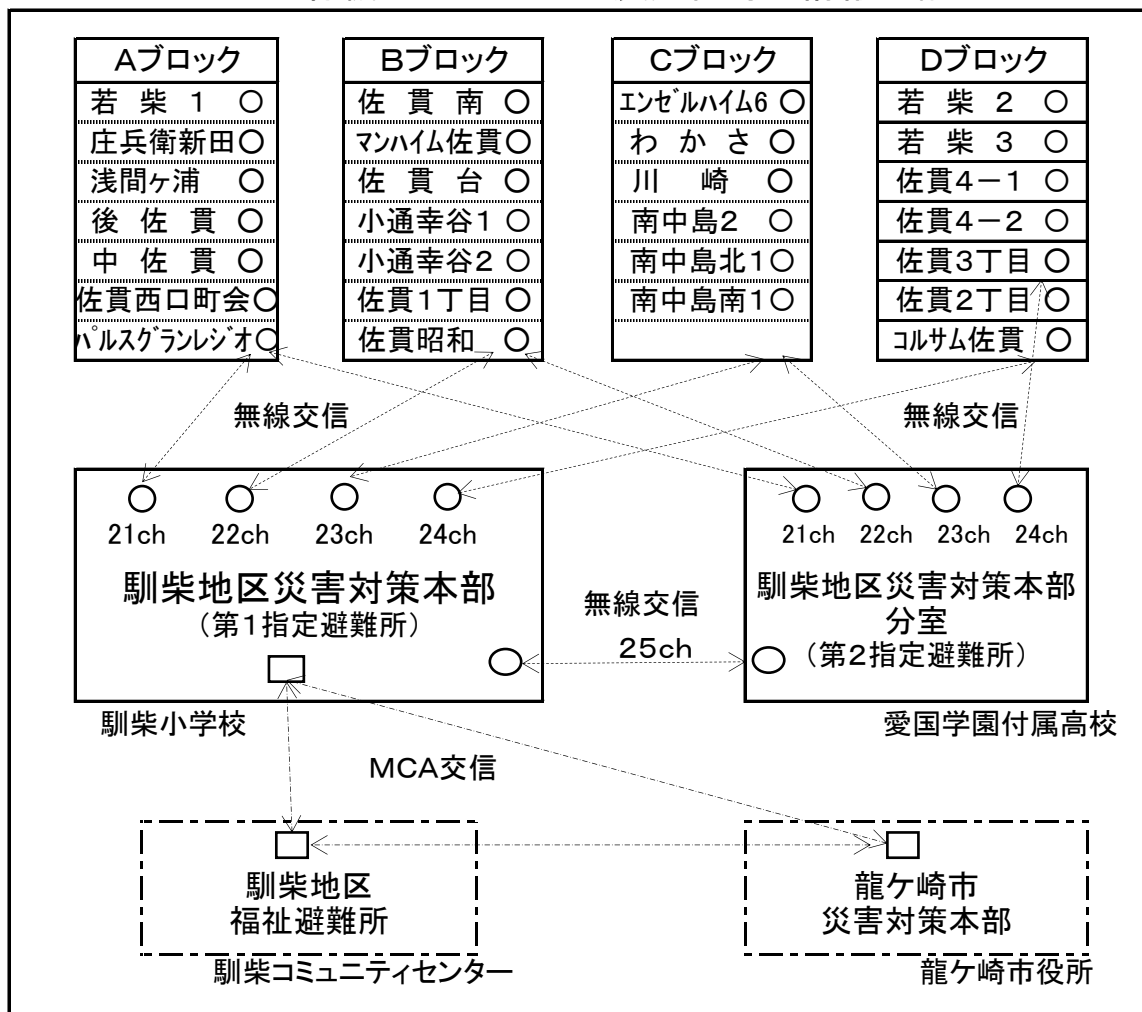 Aブロック
若柴1 ○
庄兵衛新田○
浅間ヶ浦 ○
後佐貫 ○
中佐貫 ○
佐貫西口町会○
パルスグランレジオ○
Bブロック
佐貫南 ○
マンハイム佐貫○
佐貫台 ○
小通幸谷1 ○
小通幸谷2 ○
佐貫1丁目 ○
佐貫昭和 ○
Cブロック
エンゼルハイム6 ○
わかさ ○
川崎 ○
南中島2 ○
南中島北1○
南中島南1○
Dブロック
若柴2 ○
若柴3 ○
佐貫4-1 ○
佐貫4-2 ○
佐貫3丁目 ○
佐貫2丁目 ○
コルサム佐貫 ○
無線交信
無線交信
21ch 22ch 23ch 24ch
馴柴地区災害対策本部
(第1指定避難所)
馴柴小学校
無線交信
25ch
21ch 22ch 23ch 24ch
馴柴地区災害対策本部
分室
(第2指定避難所)
愛国学園付属高校
MCA交信
馴柴地区
福祉避難所
馴柴コミュニティセンター
龍ケ崎市
災害対策本部
龍ケ崎市役所